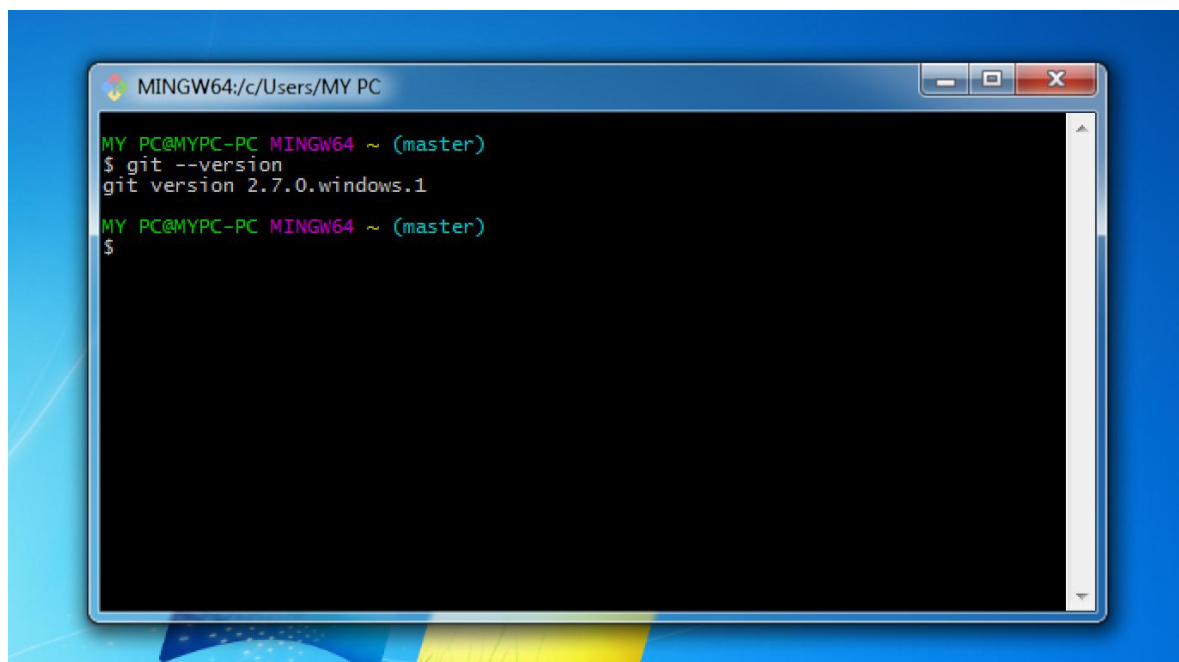 MINGW64:/c/Users/MY PC
MY PC@MYPC-PC MINGW64 ~ (master)
$ git --version
git version 2.7.0.windows.1
MY PC@MYPC-PC MINGW64 ~ (master)
$